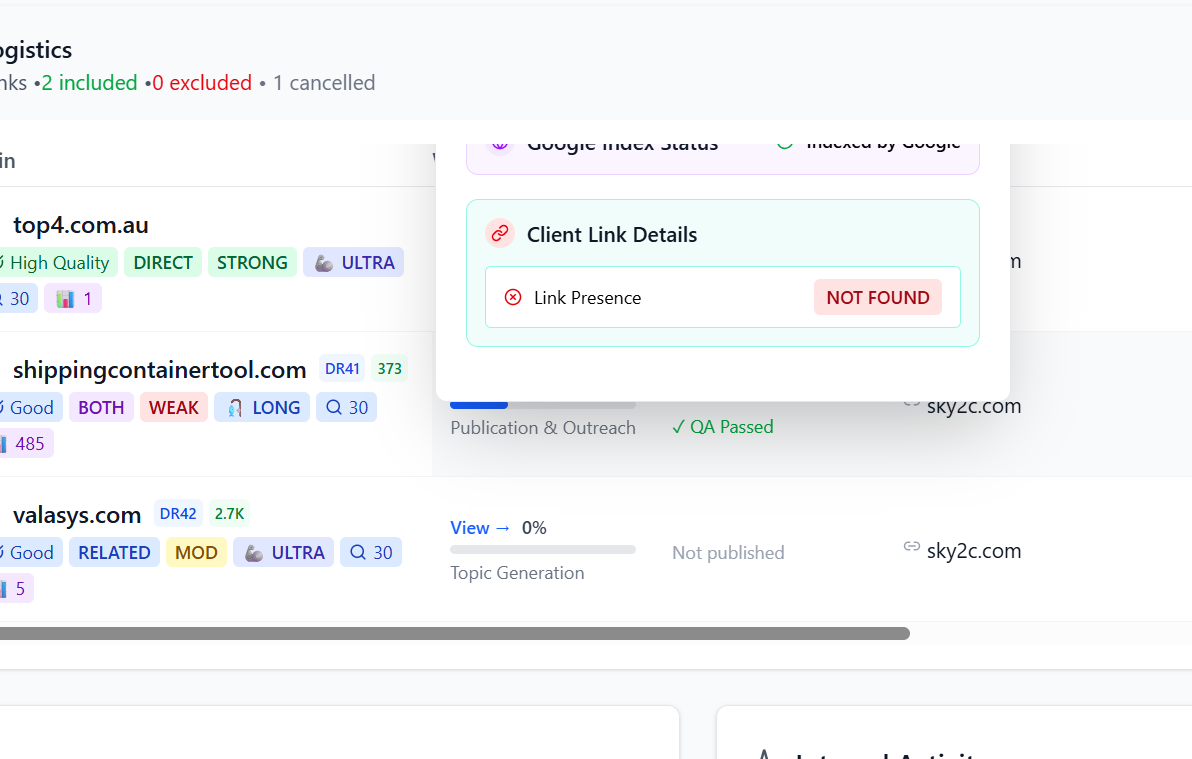 ogistics
nks •2 included •0 excluded • 1 cancelled
in
Google Index Status Indexed by Google
top4.com.au
High Quality DIRECT STRONG ULTRA
30 1
Client Link Details
Link Presence NOT FOUND
m
shippingcontainertool.com DR41 373
Good BOTH WEAK LONG 30
485
sky2c.com
Publication & Outreach ✓ QA Passed
valasys.com DR42 2.7K
Good RELATED MOD ULTRA 30
5
View → 0%
Topic Generation
Not published
sky2c.com